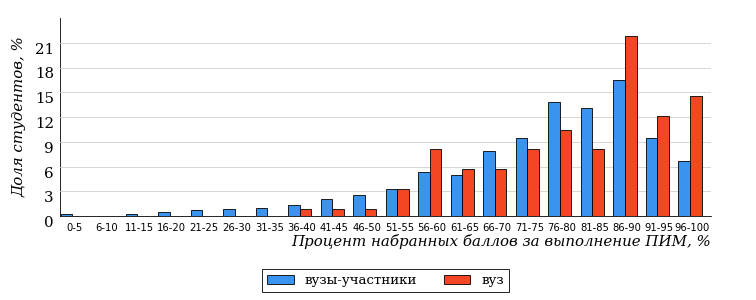 Доля студентов, %
21
18
15
12
9
6
3
0
0-5 6-10 11-15 16-20 21-25 26-30 31-35 36-40 41-45 46-50 51-55 56-60 61-65 66-70 71-75 76-80 81-85 86-90 91-95 96-100
Процент набранных баллов за выполнение ПИМ, %
вузы-участники вуз